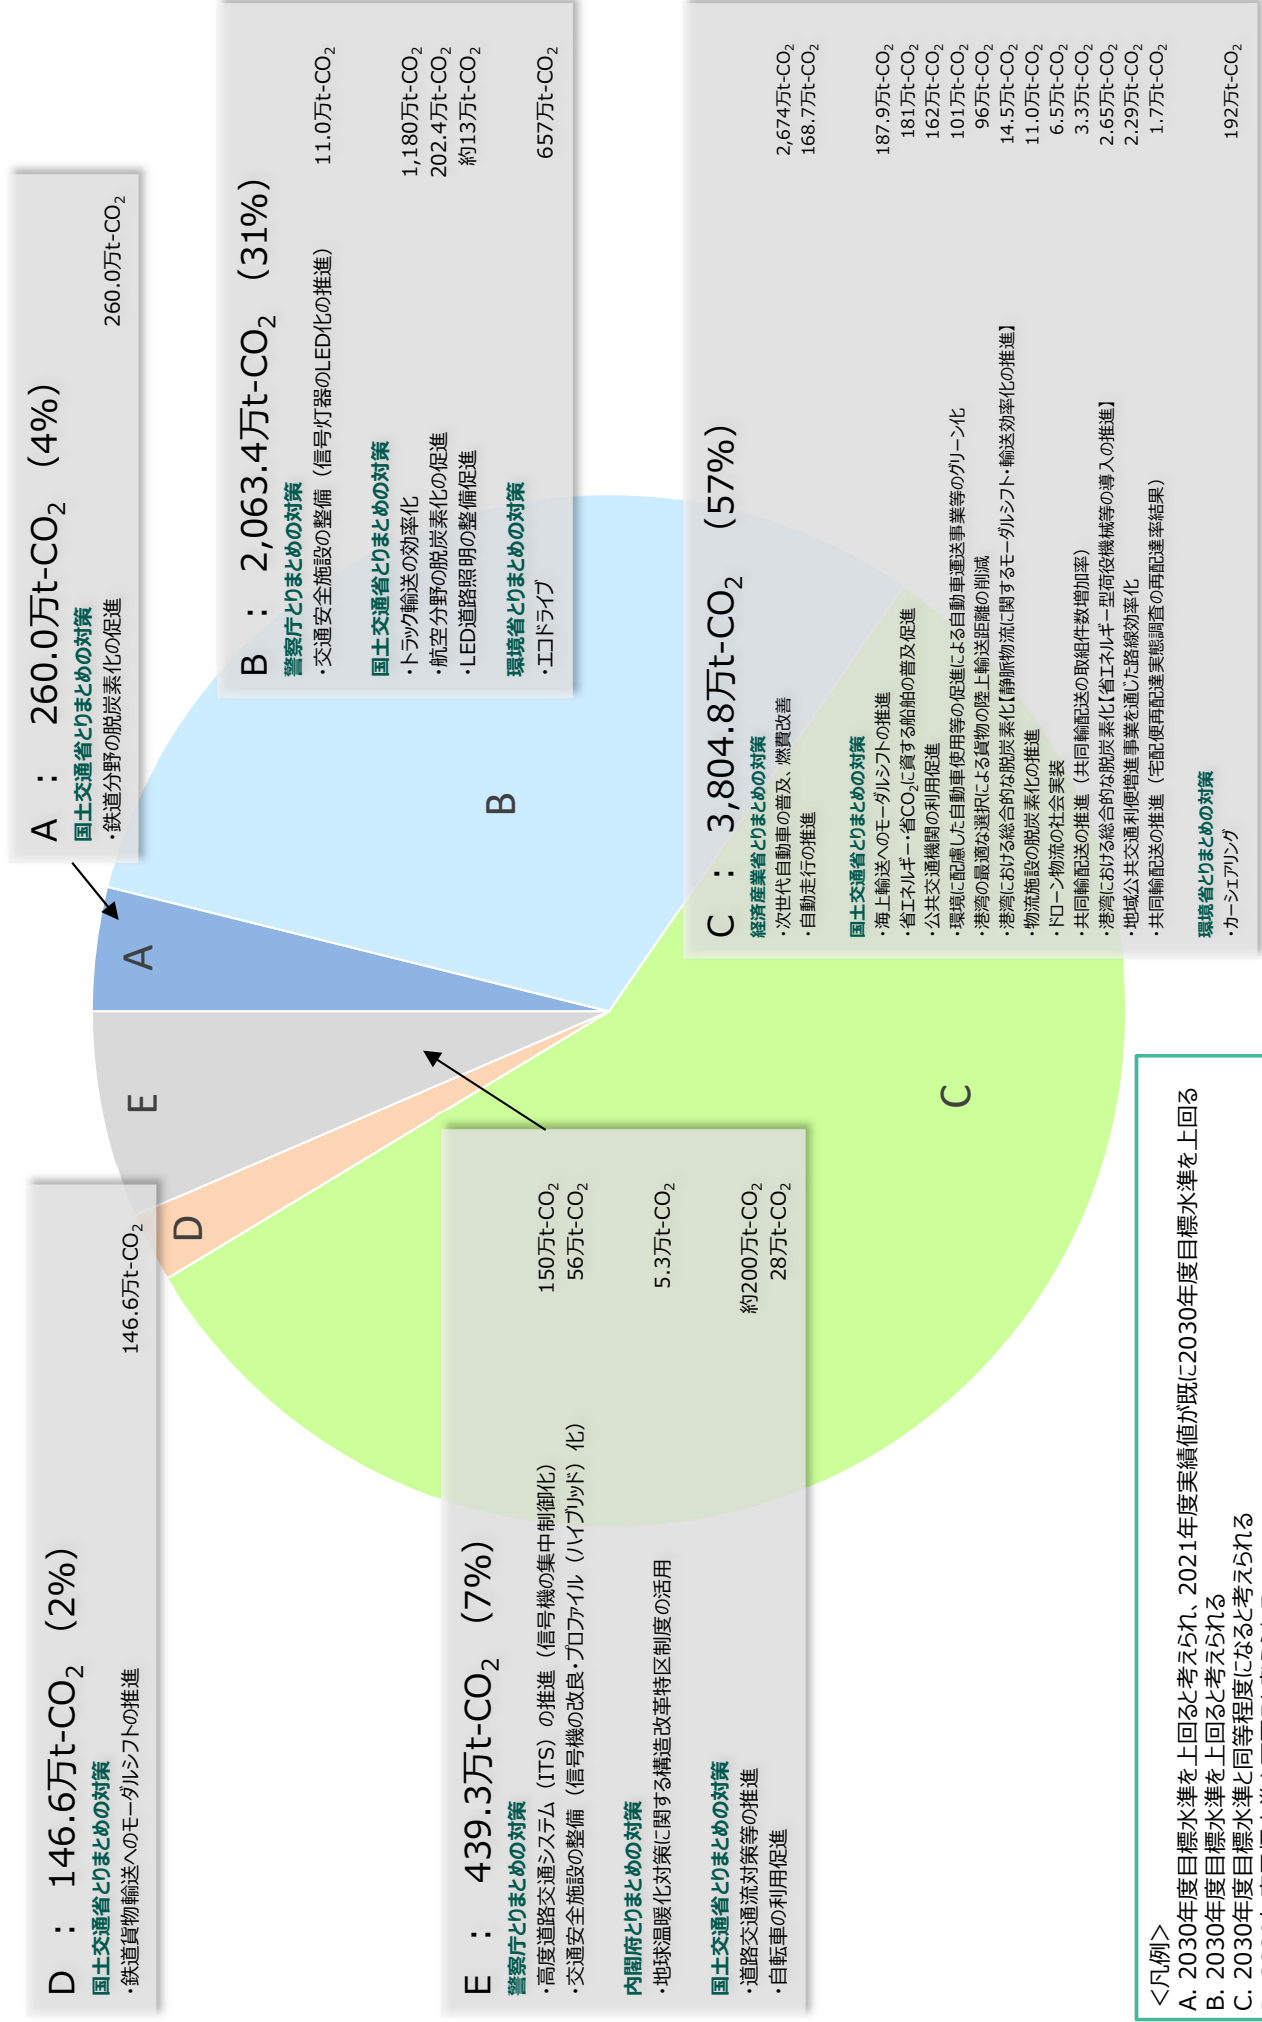 A ： 260.0万t-CO₂ （4%）
国土交通省とりまとめの対策
・鉄道分野の脱炭素化の促進 260.0万t-CO₂
B ： 2,063.4万t-CO₂ （31%）
警察庁とりまとめの対策
・交通安全施設の整備（信号灯器のLED化の推進） 11.0万t-CO₂
国土交通省とりまとめの対策
・トラック輸送の効率化 1,180万t-CO₂
・航空分野の脱炭素化の促進 202.4万t-CO₂
・LED道路照明の整備促進 約13万t-CO₂
環境省とりまとめの対策
・エコドライブ 657万t-CO₂
C ： 3,804.8万t-CO₂ （57%）
経済産業省とりまとめの対策
・次世代自動車の普及、燃費改善 2,674万t-CO₂
・自動走行の推進 168.7万t-CO₂
国土交通省とりまとめの対策
・海上輸送へのモーダルシフトの推進 187.9万t-CO₂
・省エネルギー・省CO₂に資する船舶の普及促進 181万t-CO₂
・公共交通機関の利用促進 162万t-CO₂
・環境に配慮した自動車使用等の促進による自動車運送事業等のグリーン化 101万t-CO₂
・港湾の最適な選択による貨物の陸上輸送距離の削減 96万t-CO₂
・港湾における総合的な脱炭素化【静脈物流に関するモーダルシフト・輸送効率化の推進】 14.5万t-CO₂
・物流施設の脱炭素化の推進 11.0万t-CO₂
・ドローン物流の社会実装 6.5万t-CO₂
・共同輸配送の推進（共同輸配送の取組件数増加率） 3.3万t-CO₂
・港湾における総合的な脱炭素化【省エネルギー型荷役機械等の導入の推進】 2.65万t-CO₂
・地域公共交通利便増進事業を通じた路線効率化 2.29万t-CO₂
・共同輸配送の推進（宅配便再配達実態調査の再配達率結果） 1.7万t-CO₂
環境省とりまとめの対策
・カーシェアリング 192万t-CO₂
D ： 146.6万t-CO₂ （2%）
国土交通省とりまとめの対策
・鉄道貨物輸送へのモーダルシフトの推進 146.6万t-CO₂
E ： 439.3万t-CO₂ （7%）
警察庁とりまとめの対策
・高度道路交通システム（ITS）の推進（信号機の集中制御化） 150万t-CO₂
・交通安全施設の整備（信号機の改良・プロファイル（ハイブリッド）化） 56万t-CO₂
内閣府とりまとめの対策
・地球温暖化対策に関する構造改革特区制度の活用 5.3万t-CO₂
国土交通省とりまとめの対策
・道路交通流対策等の推進 約200万t-CO₂
・自転車の利用促進 28万t-CO₂
A
B
C
D
E
＜凡例＞
A. 2030年度目標水準を上回ると考えられ、2021年度実績値が既に2030年度目標水準を上回る
B. 2030年度目標水準を上回ると考えられる
C. 2030年度目標水準と同等程度になると考えられる